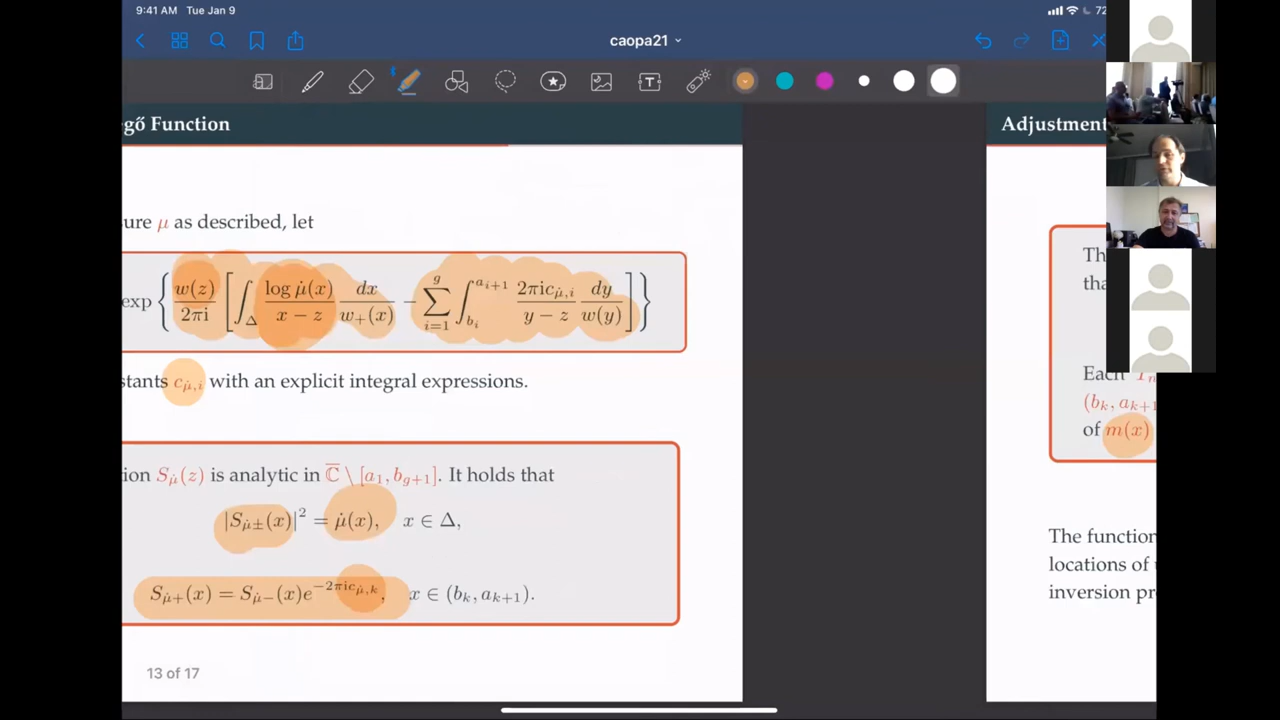 9:41 AM Tue Jan 9
72
caopa21
T
gő Function
Adjustment
ure μ as described, let
exp { w(z)/2πi [ ∫_Δ log μ̇(x)/(x − z) dx/w₊(x) − ∑_{i=1}^{g} ∫_{b_i}^{a_{i+1}} 2πic_{μ̇,i}/(y − z) dy/w(y) ] }
stants c_{μ̇,i} with an explicit integral expressions.
ion S_{μ̇}(z) is analytic in ℂ̅ \ [a₁, b_{g+1}]. It holds that
|S_{μ̇±}(x)|² = μ̇(x), x ∈ Δ,
S_{μ̇+}(x) = S_{μ̇−}(x)e^{−2πic_{μ̇,k}}, x ∈ (b_k, a_{k+1}).
13 of 17
Th
tha
Each T_n
(b_k, a_{k+1}
of m(x)
The function
locations of
inversion pr